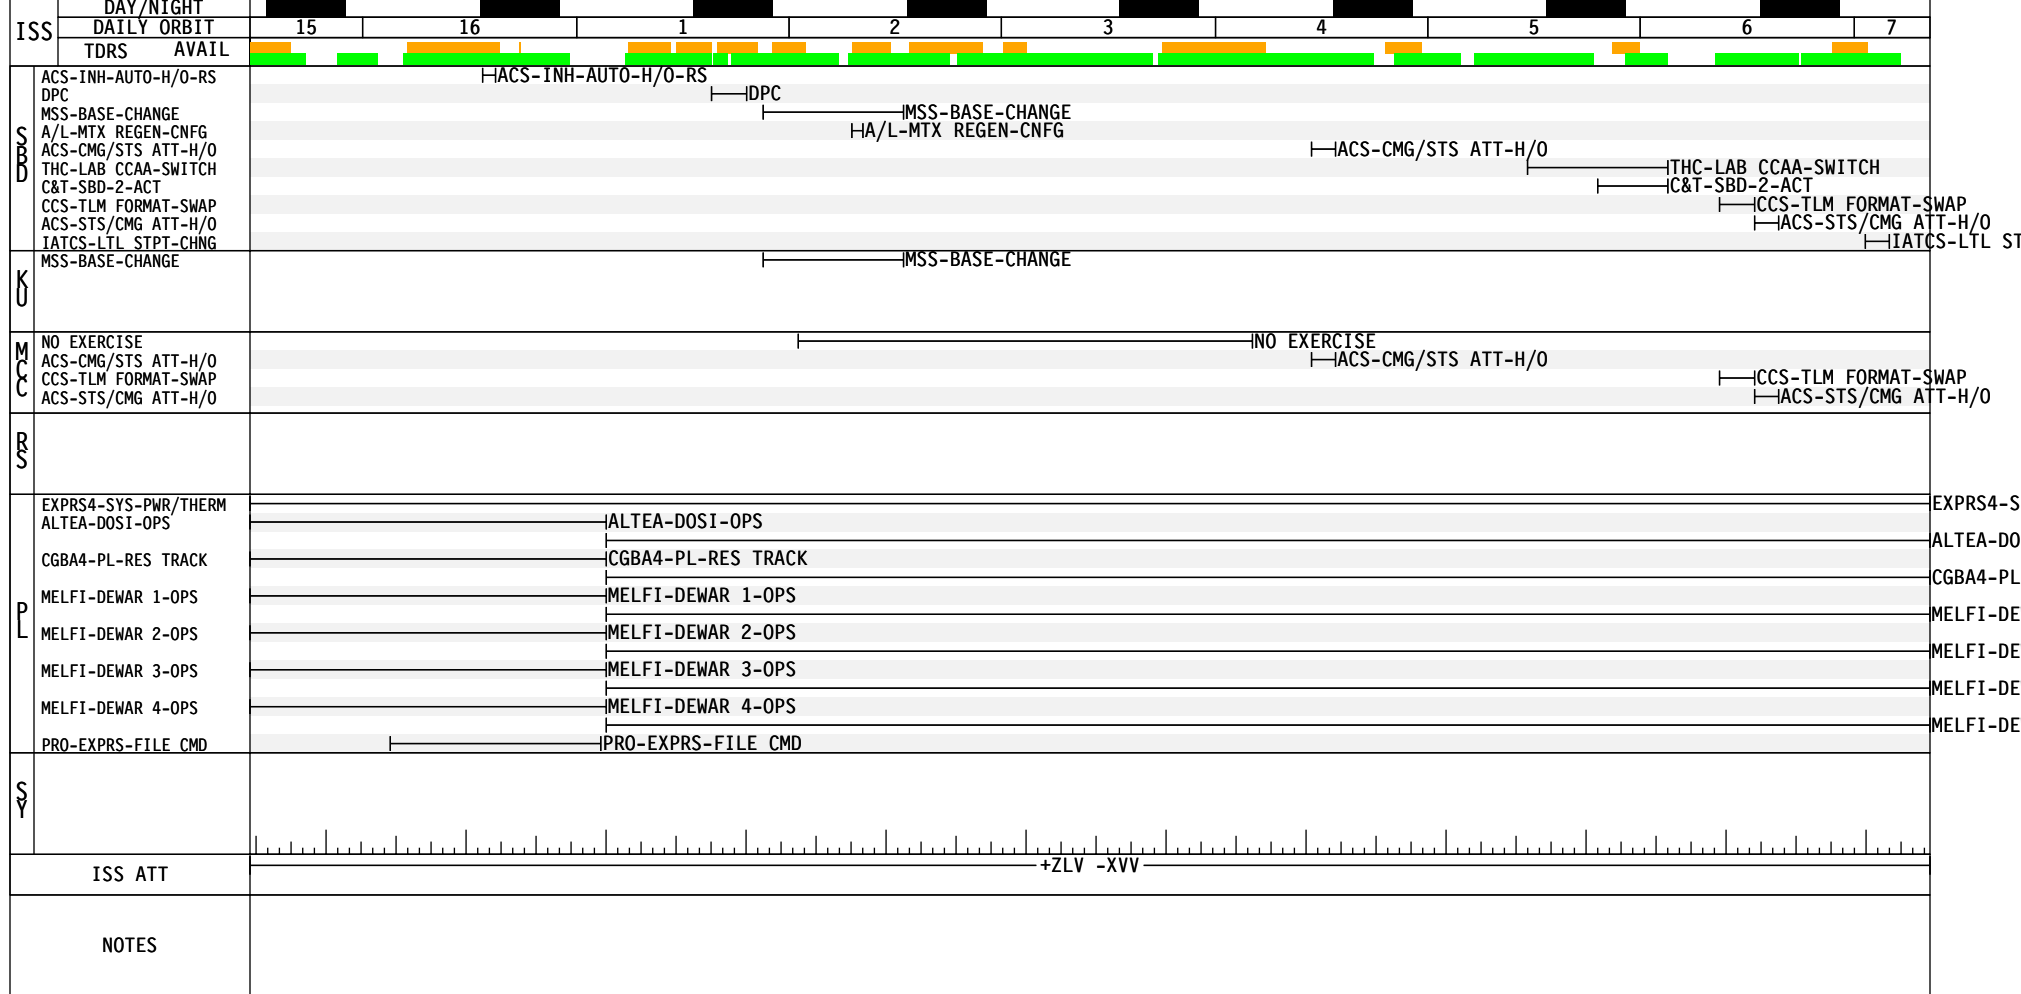 ISS
DAY/NIGHT
DAILY ORBIT 15 16 1 2 3 4 5 6 7
TDRS AVAIL
SBD
ACS-INH-AUTO-H/O-RS ACS-INH-AUTO-H/O-RS
DPC DPC
MSS-BASE-CHANGE MSS-BASE-CHANGE
A/L-MTX REGEN-CNFG A/L-MTX REGEN-CNFG
ACS-CMG/STS ATT-H/O ACS-CMG/STS ATT-H/O
THC-LAB CCAA-SWITCH THC-LAB CCAA-SWITCH
C&T-SBD-2-ACT C&T-SBD-2-ACT
CCS-TLM FORMAT-SWAP CCS-TLM FORMAT-SWAP
ACS-STS/CMG ATT-H/O ACS-STS/CMG ATT-H/O
IATCS-LTL STPT-CHNG IATCS-LTL ST
KU
MSS-BASE-CHANGE MSS-BASE-CHANGE
MCC
NO EXERCISE NO EXERCISE
ACS-CMG/STS ATT-H/O ACS-CMG/STS ATT-H/O
CCS-TLM FORMAT-SWAP CCS-TLM FORMAT-SWAP
ACS-STS/CMG ATT-H/O ACS-STS/CMG ATT-H/O
RS
PL
EXPRS4-SYS-PWR/THERM EXPRS4-S
ALTEA-DOSI-OPS ALTEA-DOSI-OPS
ALTEA-DO
CGBA4-PL-RES TRACK CGBA4-PL-RES TRACK
CGBA4-PL
MELFI-DEWAR 1-OPS MELFI-DEWAR 1-OPS
MELFI-DE
MELFI-DEWAR 2-OPS MELFI-DEWAR 2-OPS
MELFI-DE
MELFI-DEWAR 3-OPS MELFI-DEWAR 3-OPS
MELFI-DE
MELFI-DEWAR 4-OPS MELFI-DEWAR 4-OPS
MELFI-DE
PRO-EXPRS-FILE CMD PRO-EXPRS-FILE CMD
SY
ISS ATT +ZLV -XVV
NOTES